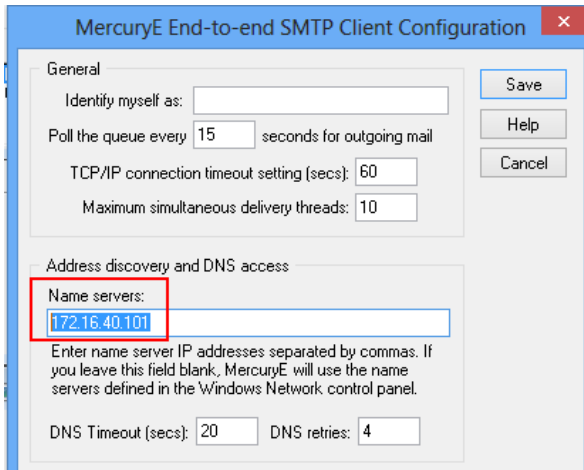 MercuryE End-to-end SMTP Client Configuration
General
Identify myself as:
Poll the queue every 15 seconds for outgoing mail
TCP/IP connection timeout setting (secs): 60
Maximum simultaneous delivery threads: 10
Save
Help
Cancel
Address discovery and DNS access
Name servers:
172.16.40.101
Enter name server IP addresses separated by commas. If
you leave this field blank, MercuryE will use the name
servers defined in the Windows Network control panel.
DNS Timeout (secs): 20 DNS retries: 4